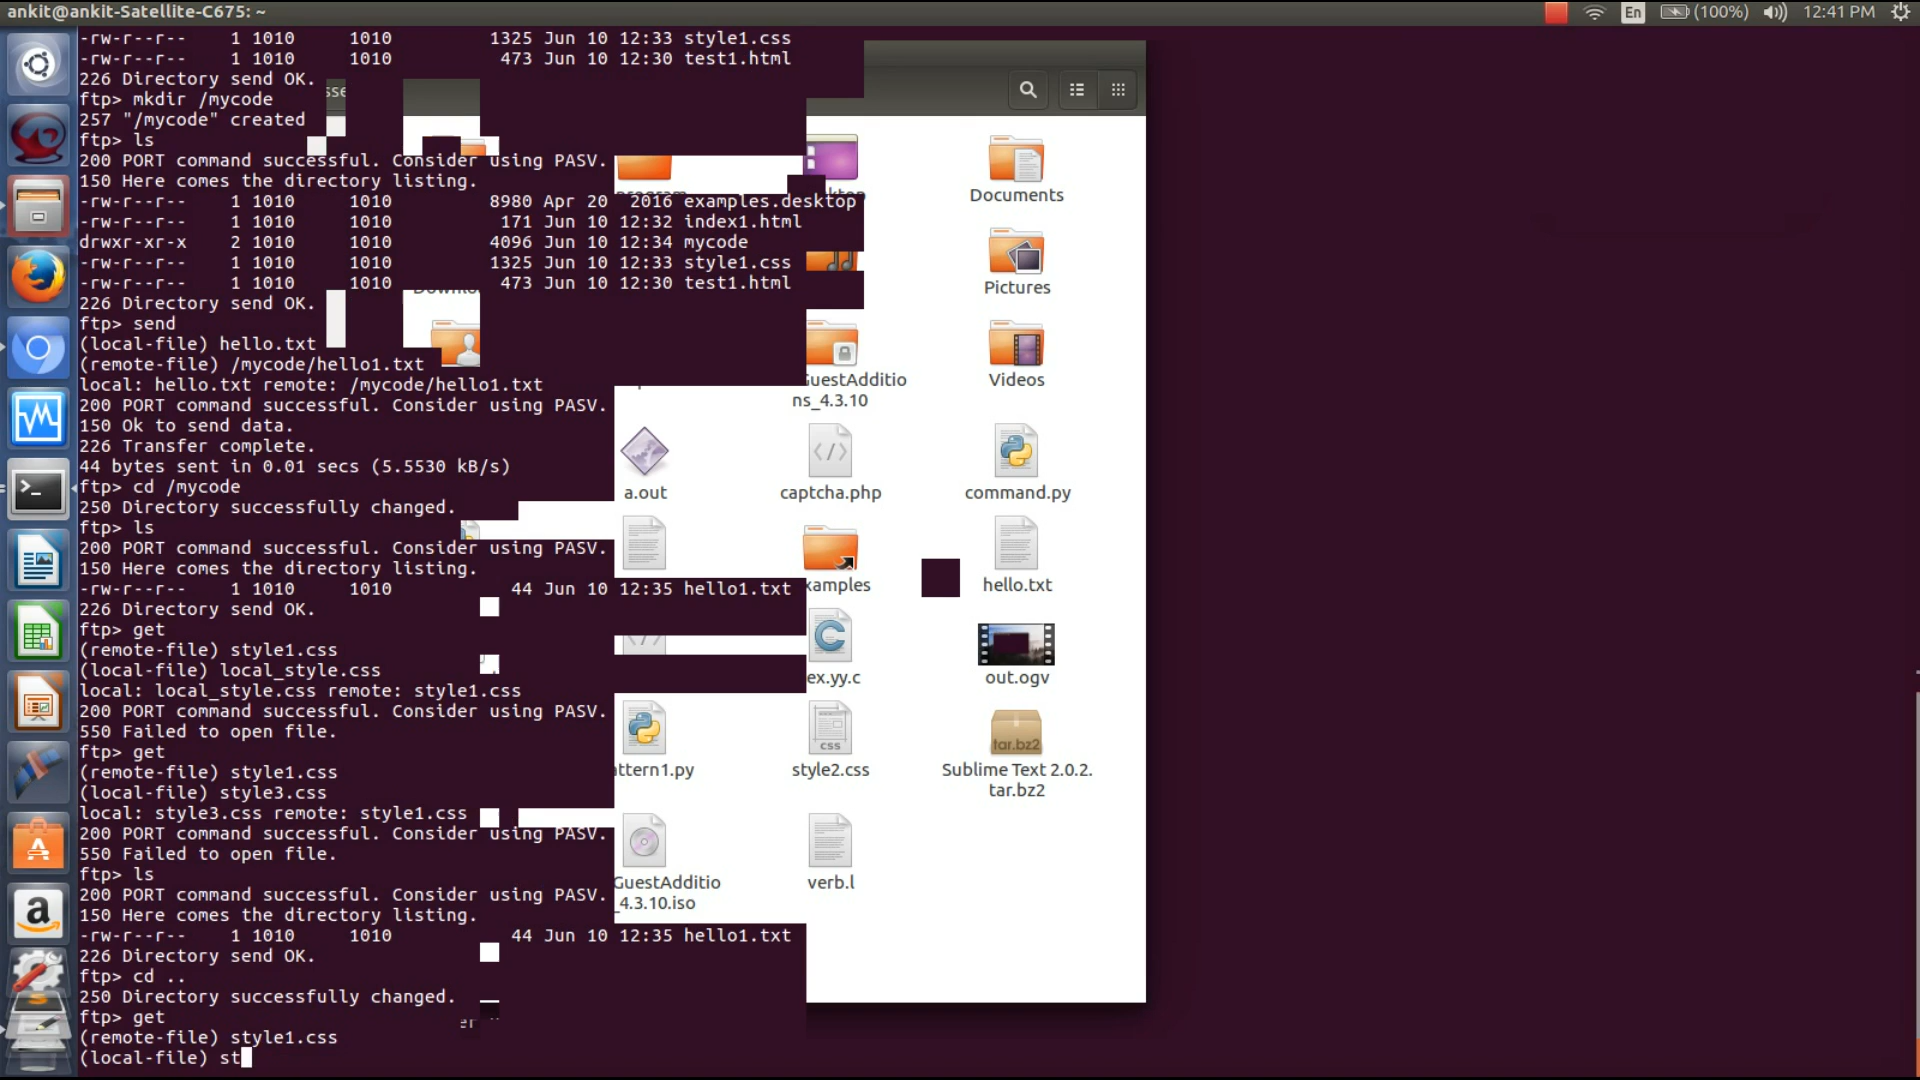 ankit@ankit-Satellite-C675: ~
En
(100%)
12:41 PM
-rw-r--r-- 1 1010 1010 1325 Jun 10 12:33 style1.css
-rw-r--r-- 1 1010 1010 473 Jun 10 12:30 test1.html
226 Directory send OK.
ftp> mkdir /mycode
257 "/mycode" created
ftp> ls
200 PORT command successful. Consider using PASV.
150 Here comes the directory listing.
-rw-r--r-- 1 1010 1010 8980 Apr 20 2016 examples.desktop
-rw-r--r-- 1 1010 1010 171 Jun 10 12:32 index1.html
drwxr-xr-x 2 1010 1010 4096 Jun 10 12:34 mycode
-rw-r--r-- 1 1010 1010 1325 Jun 10 12:33 style1.css
-rw-r--r-- 1 1010 1010 473 Jun 10 12:30 test1.html
226 Directory send OK.
ftp> send
(local-file) hello.txt
(remote-file) /mycode/hello1.txt
local: hello.txt remote: /mycode/hello1.txt
200 PORT command successful. Consider using PASV.
150 Ok to send data.
226 Transfer complete.
44 bytes sent in 0.01 secs (5.5530 kB/s)
ftp> cd /mycode
250 Directory successfully changed.
ftp> ls
200 PORT command successful. Consider using PASV.
150 Here comes the directory listing.
-rw-r--r-- 1 1010 1010 44 Jun 10 12:35 hello1.txt
226 Directory send OK.
ftp> get
(remote-file) style1.css
(local-file) local_style.css
local: local_style.css remote: style1.css
200 PORT command successful. Consider using PASV.
550 Failed to open file.
ftp> get
(remote-file) style1.css
(local-file) style3.css
local: style3.css remote: style1.css
200 PORT command successful. Consider using PASV.
550 Failed to open file.
ftp> ls
200 PORT command successful. Consider using PASV.
150 Here comes the directory listing.
-rw-r--r-- 1 1010 1010 44 Jun 10 12:35 hello1.txt
226 Directory send OK.
ftp> cd ..
250 Directory successfully changed.
ftp> get
(remote-file) style1.css
(local-file) st
Documents
Pictures
Videos
uestAdditio
ns_4.3.10
a.out
captcha.php
command.py
xamples
hello.txt
ex.yy.c
out.ogv
ttern1.py
style2.css
css
tar.bz2
Sublime Text 2.0.2.
tar.bz2
GuestAdditio
_4.3.10.iso
verb.l